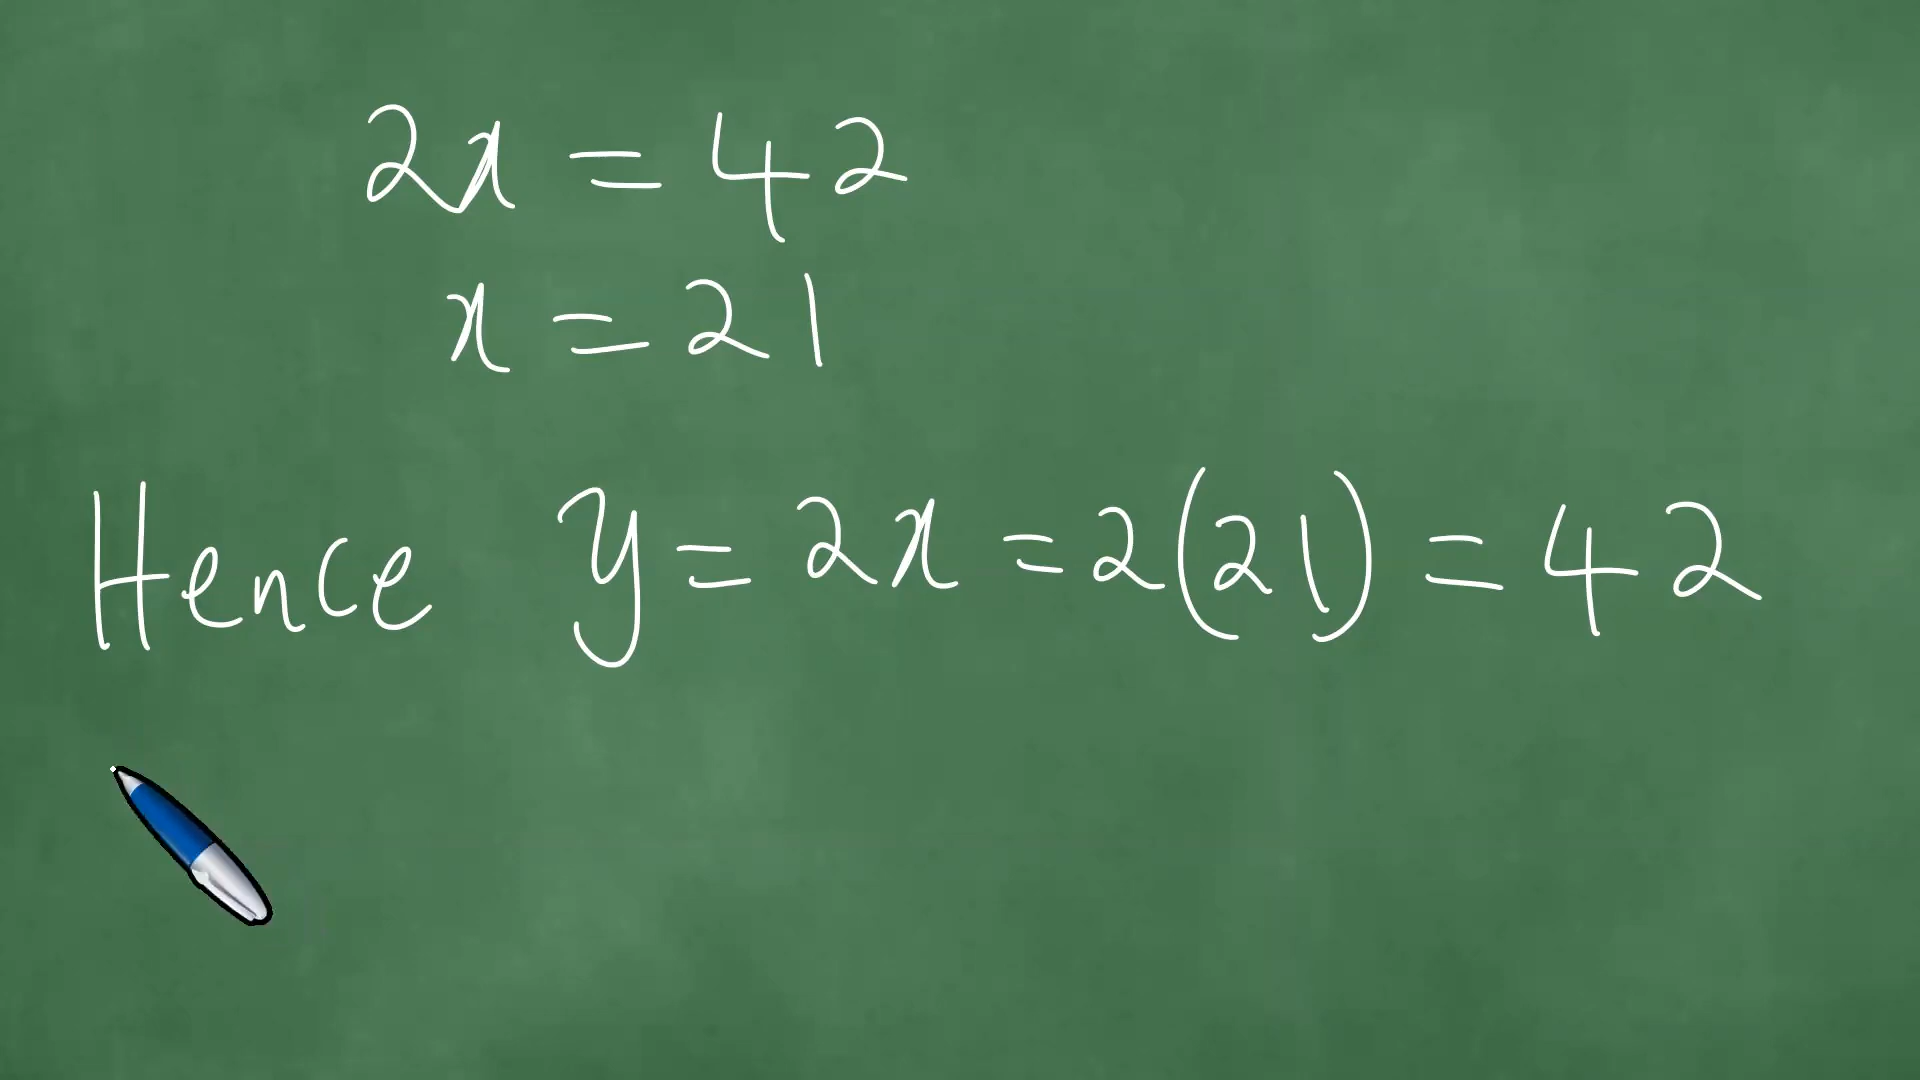 2x = 42
x = 21
Hence y = 2x = 2(21) = 42